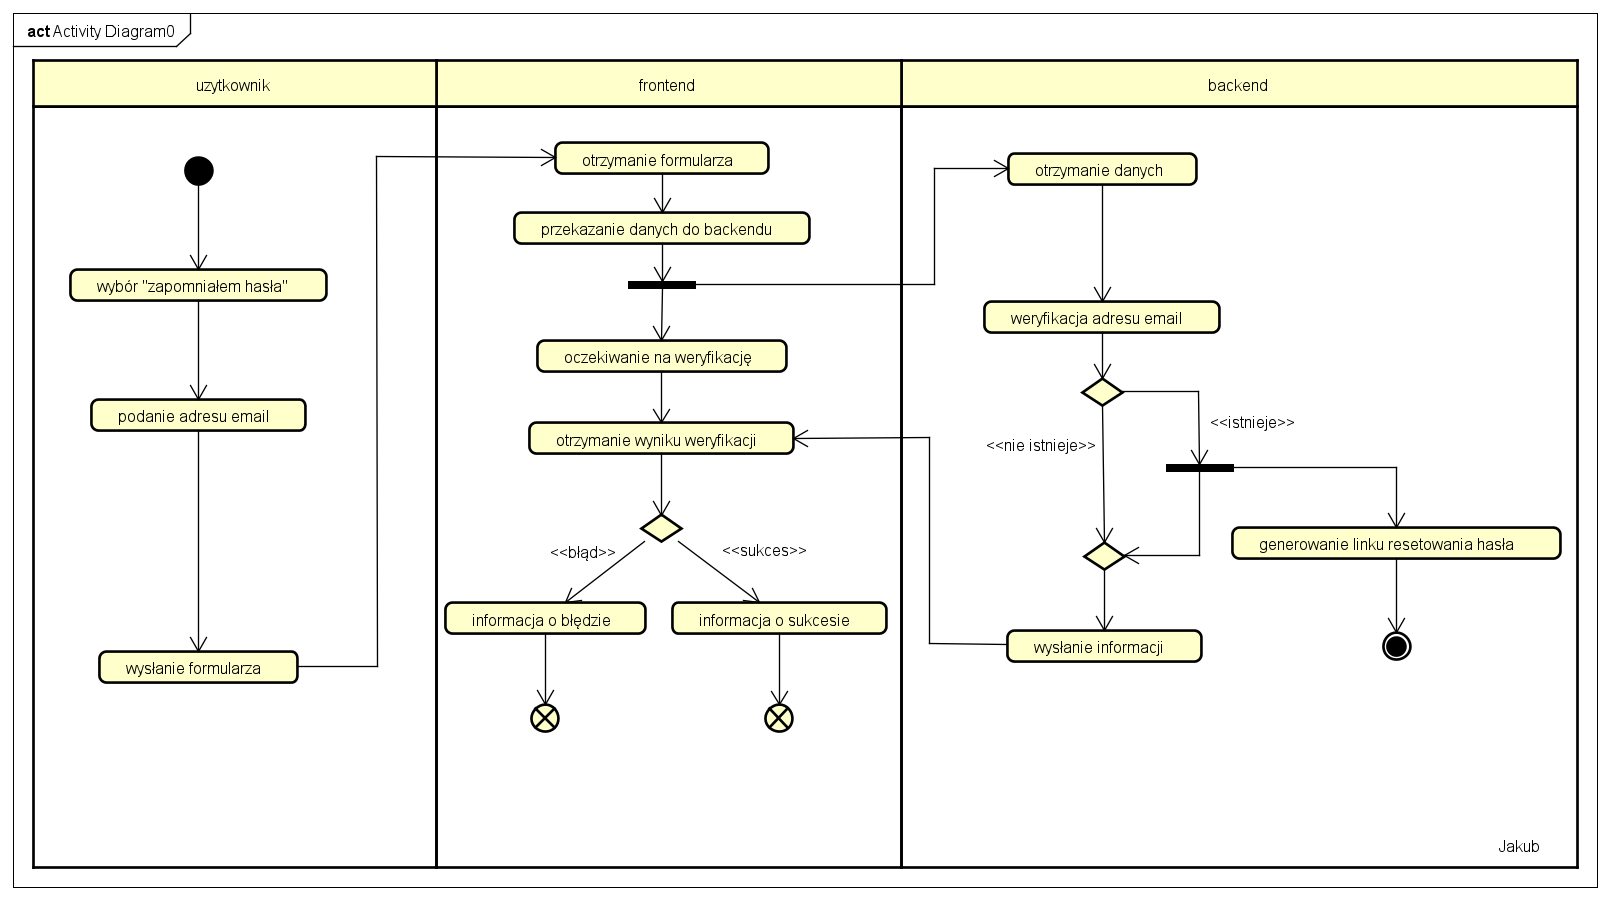 act Activity Diagram0
uzytkownik
frontend
backend
wybór "zapomniałem hasła"
podanie adresu email
wysłanie formularza
otrzymanie formularza
przekazanie danych do backendu
oczekiwanie na weryfikację
otrzymanie wyniku weryfikacji
<<błąd>>
<<sukces>>
informacja o błędzie
informacja o sukcesie
otrzymanie danych
weryfikacja adresu email
<<istnieje>>
<<nie istnieje>>
generowanie linku resetowania hasła
wysłanie informacji
Jakub